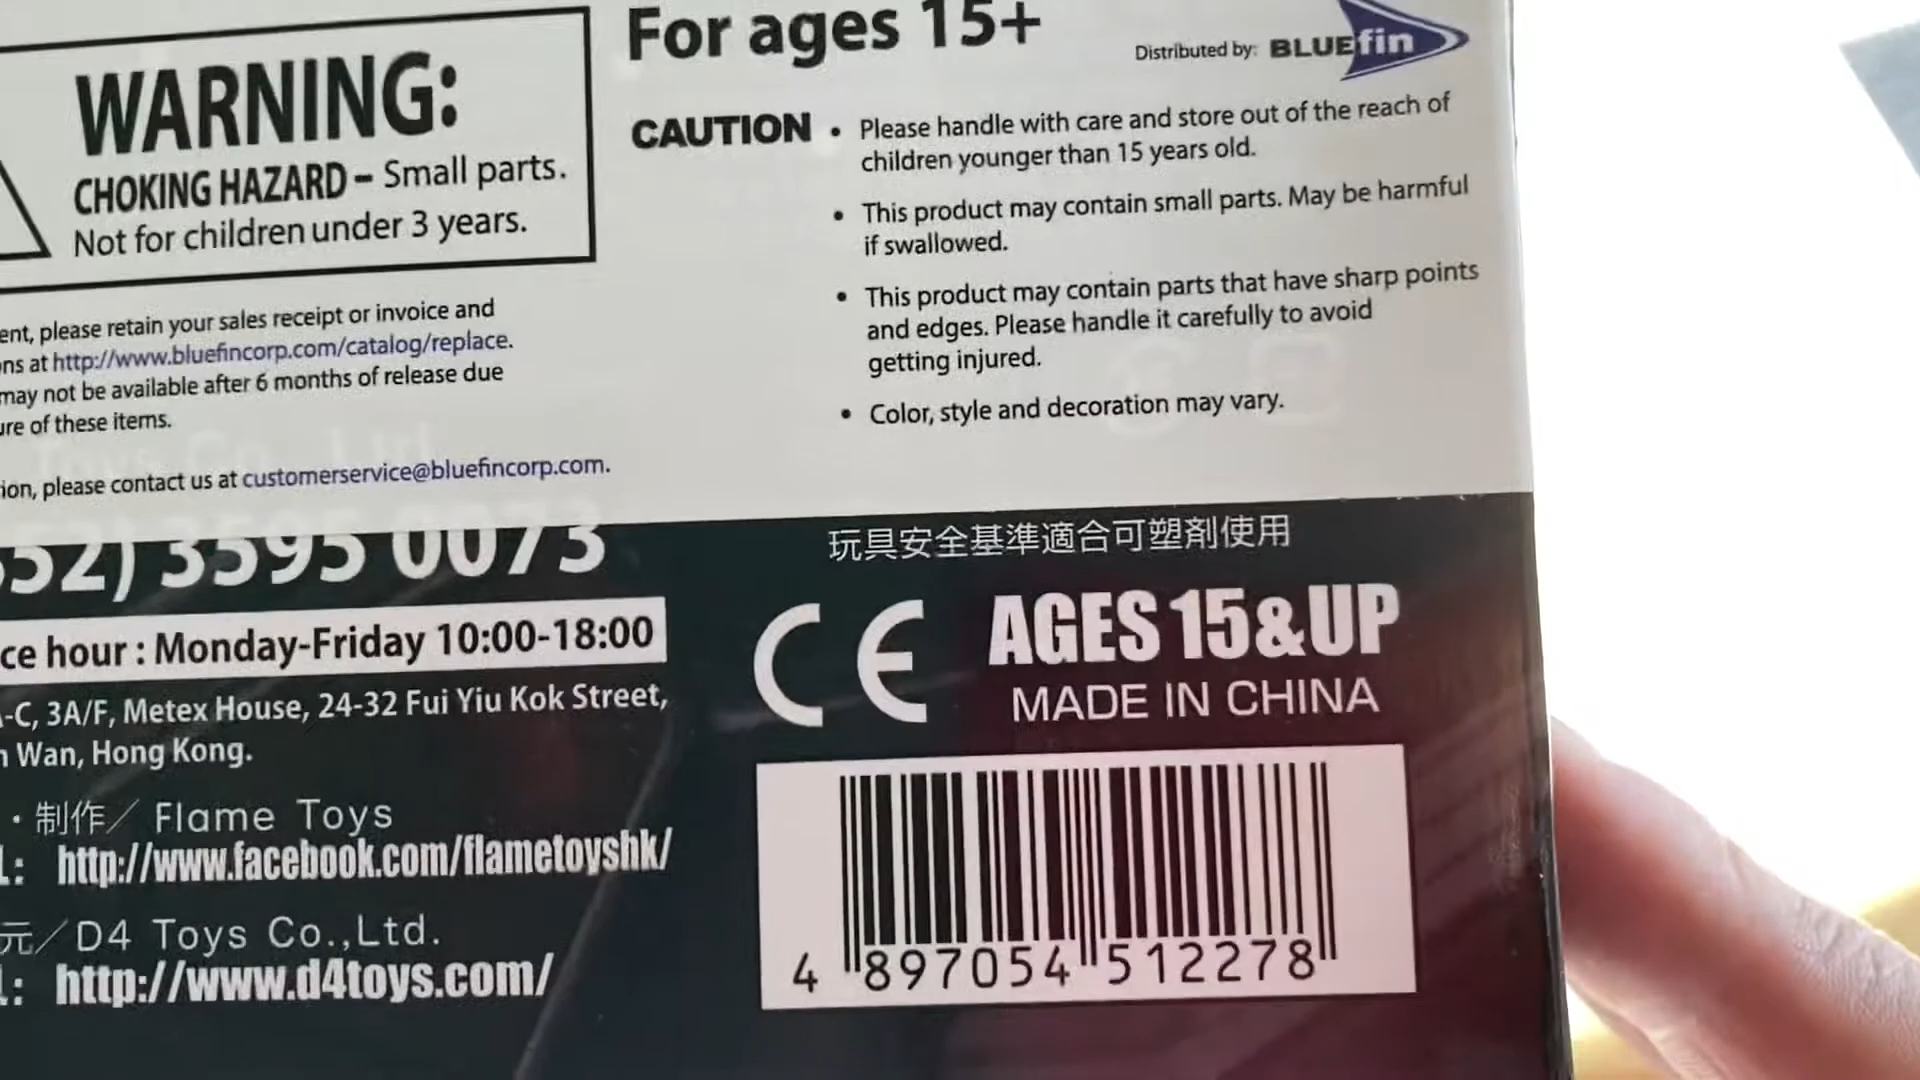 WARNING:
CHOKING HAZARD – Small parts.
Not for children under 3 years.
please retain your sales receipt or invoice and
at http://www.bluefincorp.com/catalog/replace.
may not be available after 6 months of release due
of these items.
please contact us at customerservice@bluefincorp.com.
For ages 15+
Distributed by: BLUEfin
CAUTION
• Please handle with care and store out of the reach of
children younger than 15 years old.
• This product may contain small parts. May be harmful
if swallowed.
• This product may contain parts that have sharp points
and edges. Please handle it carefully to avoid
getting injured.
• Color, style and decoration may vary.
52) 3595 0073
hour : Monday-Friday 10:00-18:00
-C, 3A/F, Metex House, 24-32 Fui Yiu Kok Street,
Wan, Hong Kong.
・制作／ Flame Toys
http://www.facebook.com/flametoyshk/
元／D4 Toys Co.,Ltd.
http://www.d4toys.com/
玩具安全基準適合可塑剤使用
CE
AGES 15&UP
MADE IN CHINA
4 897054 512278